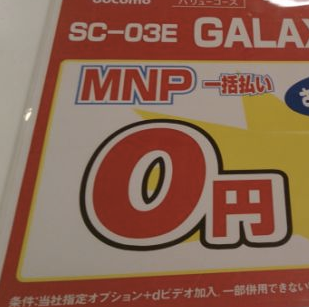 docomo バリューコース
SC-03E GALAX
MNP 一括払い
さ
0円
条件:当社指定オプション+dビデオ加入 一部併用できない